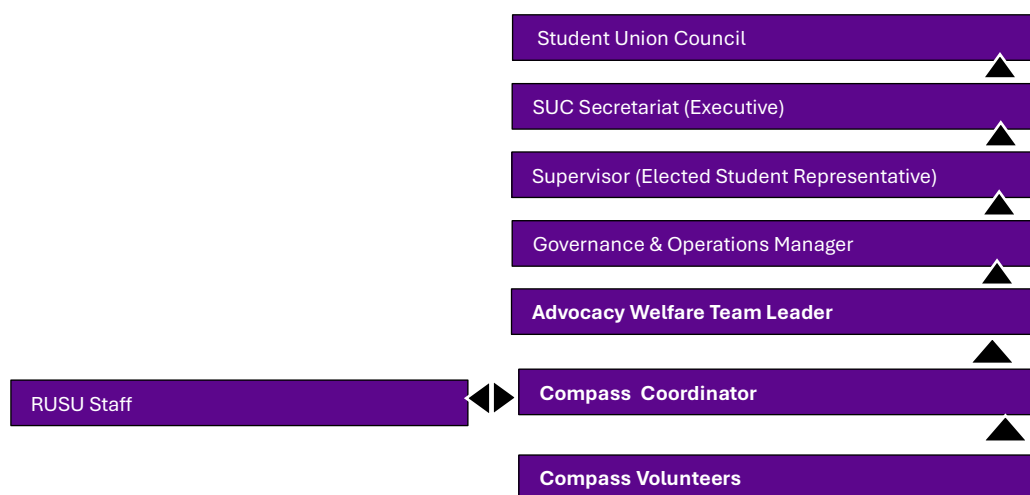 Student Union Council
SUC Secretariat (Executive)
Supervisor (Elected Student Representative)
Governance & Operations Manager
Advocacy Welfare Team Leader
RUSU Staff
Compass  Coordinator
Compass Volunteers